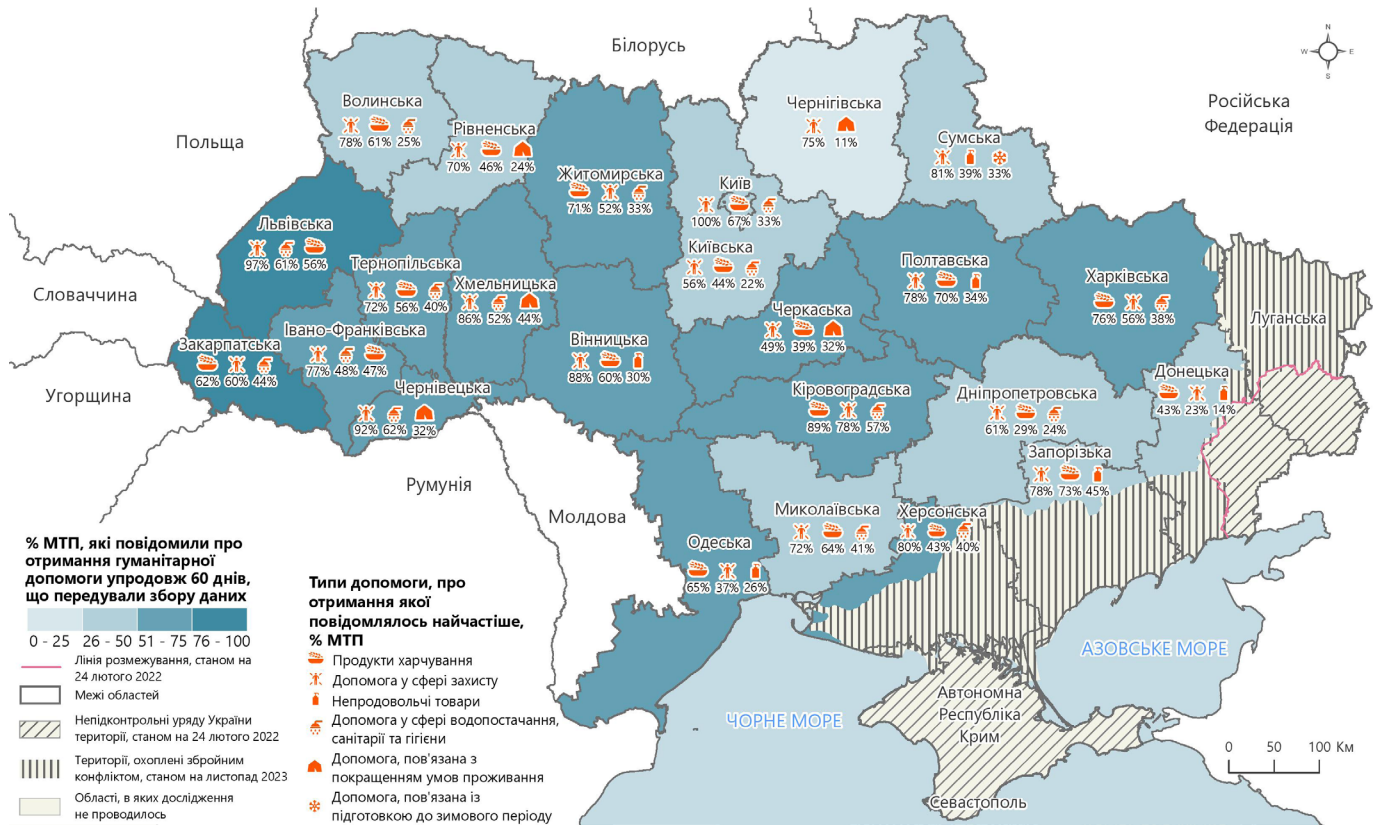 Білорусь
N
W
E
S
Російська
Федерація
Польща
Словаччина
Угорщина
Румунія
Молдова
Волинська
78% 61% 25%
Рівненська
70% 46% 24%
Житомирська
71% 52% 33%
Київ
100% 67% 33%
Київська
56% 44% 22%
Чернігівська
75% 11%
Сумська
81% 39% 33%
Львівська
97% 61% 56%
Тернопільська
72% 56% 40%
Хмельницька
86% 52% 44%
Закарпатська
62% 60% 44%
Івано-Франківська
77% 48% 47%
Чернівецька
92% 62% 32%
Вінницька
88% 60% 30%
Черкаська
49% 39% 32%
Полтавська
78% 70% 34%
Харківська
76% 56% 38%
Луганська
Донецька
43% 23% 14%
Кіровоградська
89% 78% 57%
Дніпропетровська
61% 29% 24%
Запорізька
78% 73% 45%
Миколаївська
72% 64% 41%
Херсонська
80% 43% 40%
Одеська
65% 37% 26%
АЗОВСЬКЕ МОРЕ
ЧОРНЕ МОРЕ
Автономна
Республіка
Крим
Севастополь
0 50 100 Км
% МТП, які повідомили про
отримання гуманітарної
допомоги упродовж 60 днів,
що передували збору даних
0 - 25 26 - 50 51 - 75 76 - 100
Лінія розмежування, станом на
24 лютого 2022
Межі областей
Непідконтрольні уряду України
території, станом на 24 лютого 2022
Території, охоплені збройним
конфліктом, станом на листопад 2023
Області, в яких дослідження
не проводилось
Типи допомоги, про
отримання якої
повідомлялось найчастіше,
% МТП
Продукти харчування
Допомога у сфері захисту
Непродовольчі товари
Допомога у сфері водопостачання,
санітарії та гігієни
Допомога, пов'язана з
покращенням умов проживання
Допомога, пов'язана із
підготовкою до зимового періоду